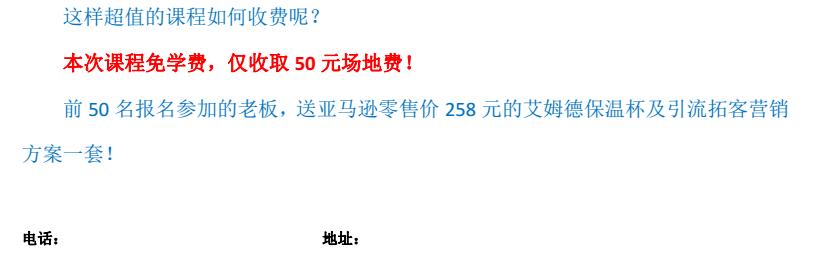 这样超值的课程如何收费呢？
本次课程免学费，仅收取 50 元场地费！
前 50 名报名参加的老板，送亚马逊零售价 258 元的艾姆德保温杯及引流拓客营销
方案一套！
电话： 地址：